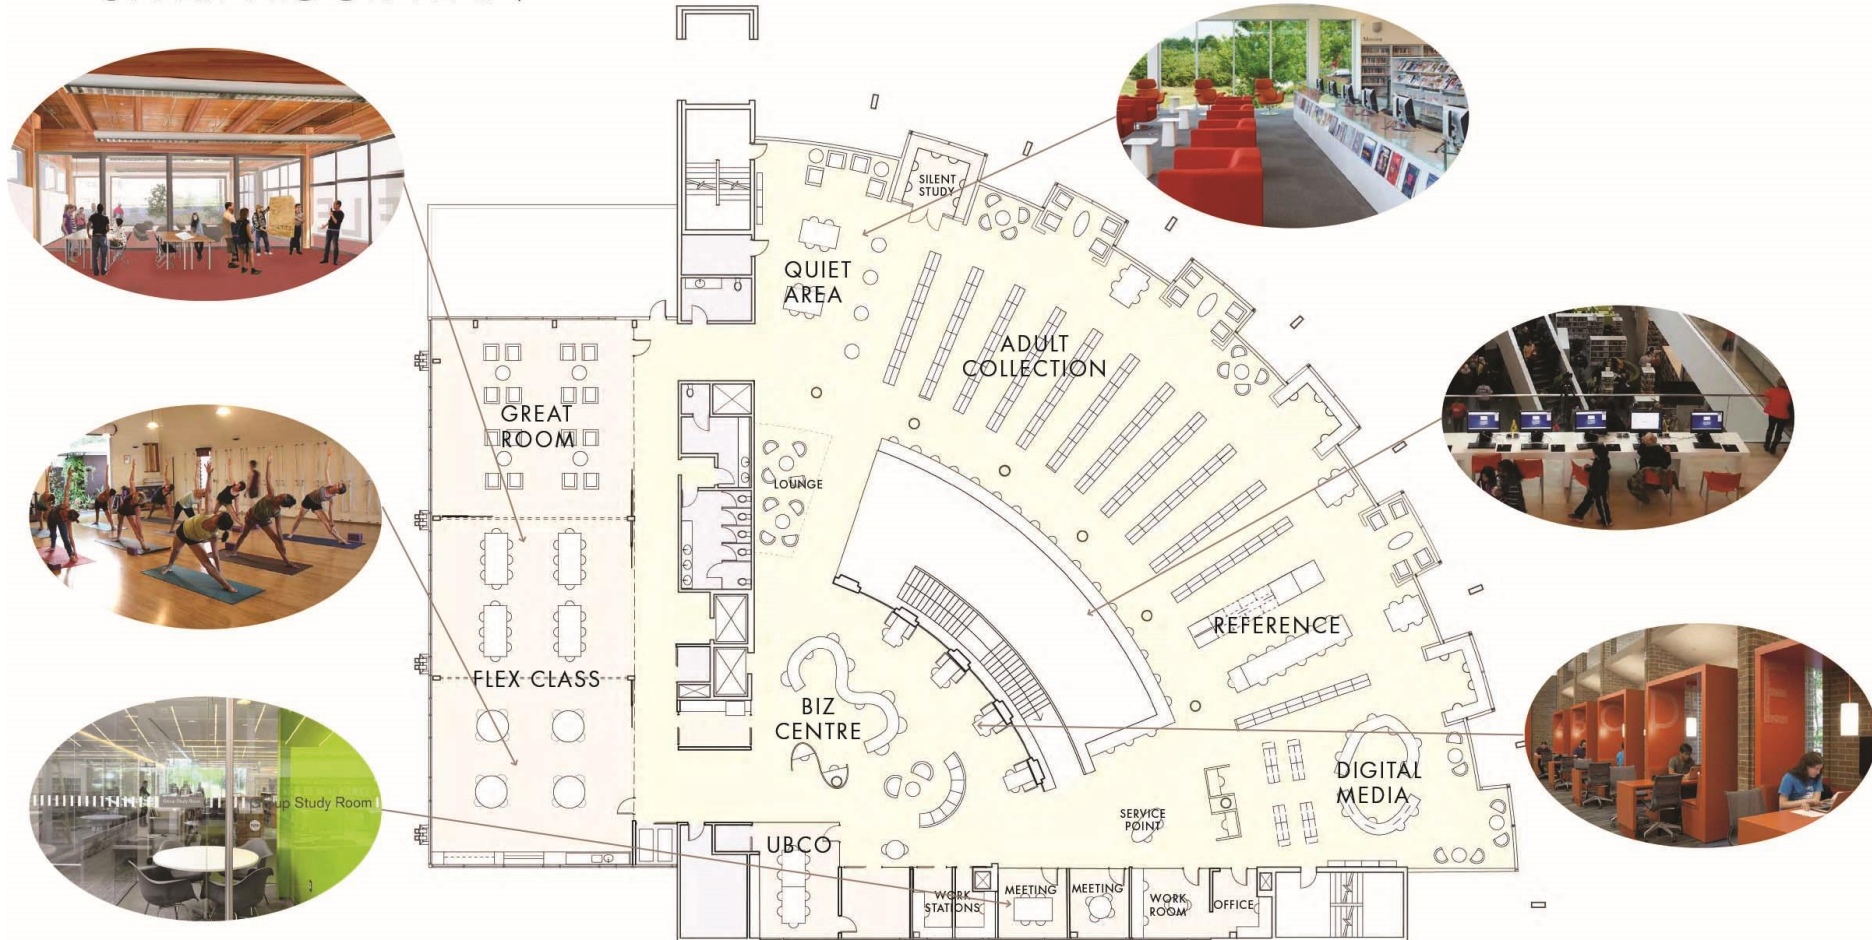 SILENT
STUDY
QUIET
AREA
ADULT
COLLECTION
GREAT
ROOM
LOUNGE
REFERENCE
FLEX CLASS
BIZ
CENTRE
DIGITAL
MEDIA
SERVICE
POINT
Group Study Room
UBCO
WORK
STATIONS
MEETING
MEETING
WORK
ROOM
OFFICE